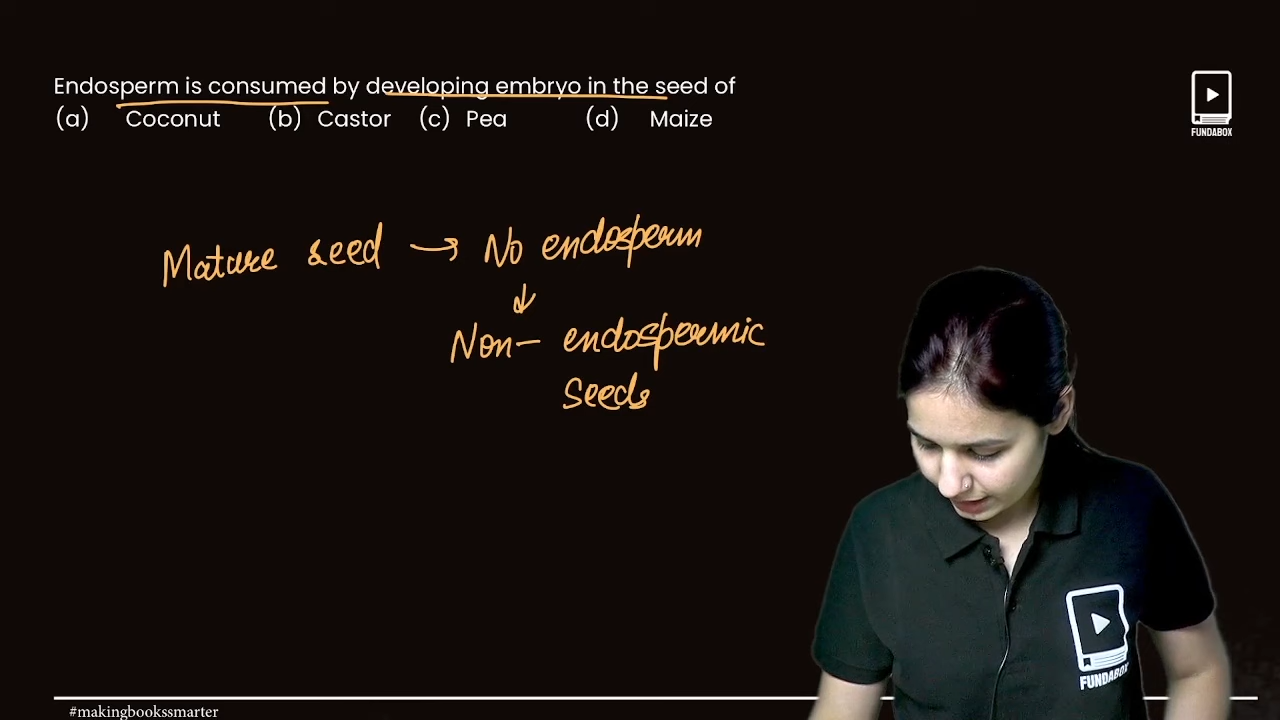 Endosperm is consumed by developing embryo in the seed of
(a) Coconut (b) Castor (c) Pea (d) Maize
FUNDABOX
Mature seed → No endosperm
↓
Non- endospermic
seeds
FUNDABOX
#makingbookssmarter